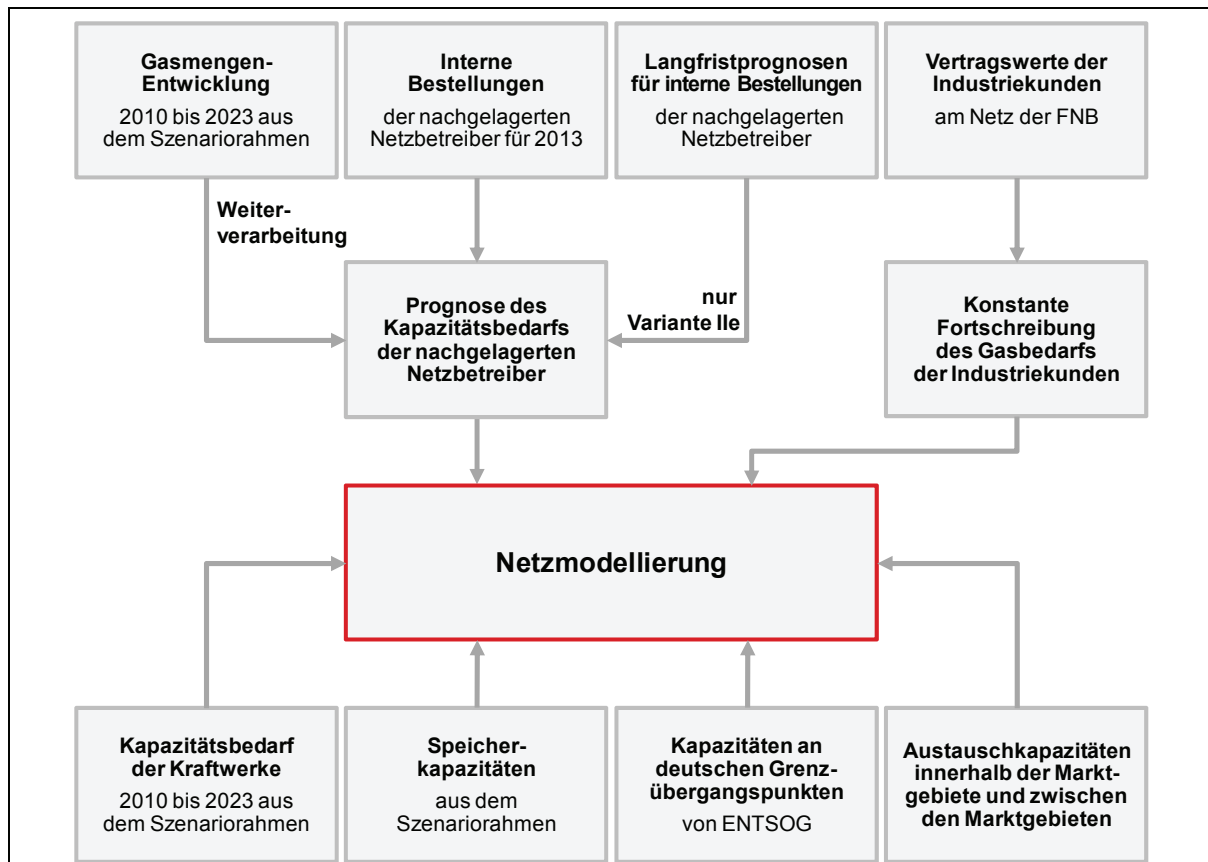 Gasmengen-
Entwicklung
2010 bis 2023 aus
dem Szenariorahmen
Interne
Bestellungen
der nachgelagerten
Netzbetreiber für 2013
Langfristprognosen
für interne Bestellungen
der nachgelagerten
Netzbetreiber
Vertragswerte der
Industriekunden
am Netz der FNB
Weiter-
verarbeitung
nur
Variante IIe
Prognose des
Kapazitätsbedarfs
der nachgelagerten
Netzbetreiber
Konstante
Fortschreibung
des Gasbedarfs
der Industriekunden
Netzmodellierung
Kapazitätsbedarf
der Kraftwerke
2010 bis 2023 aus
dem Szenariorahmen
Speicher-
kapazitäten
aus dem
Szenariorahmen
Kapazitäten an
deutschen Grenz-
übergangspunkten
von ENTSOG
Austauschkapazitäten
innerhalb der Markt-
gebiete und zwischen
den Marktgebieten